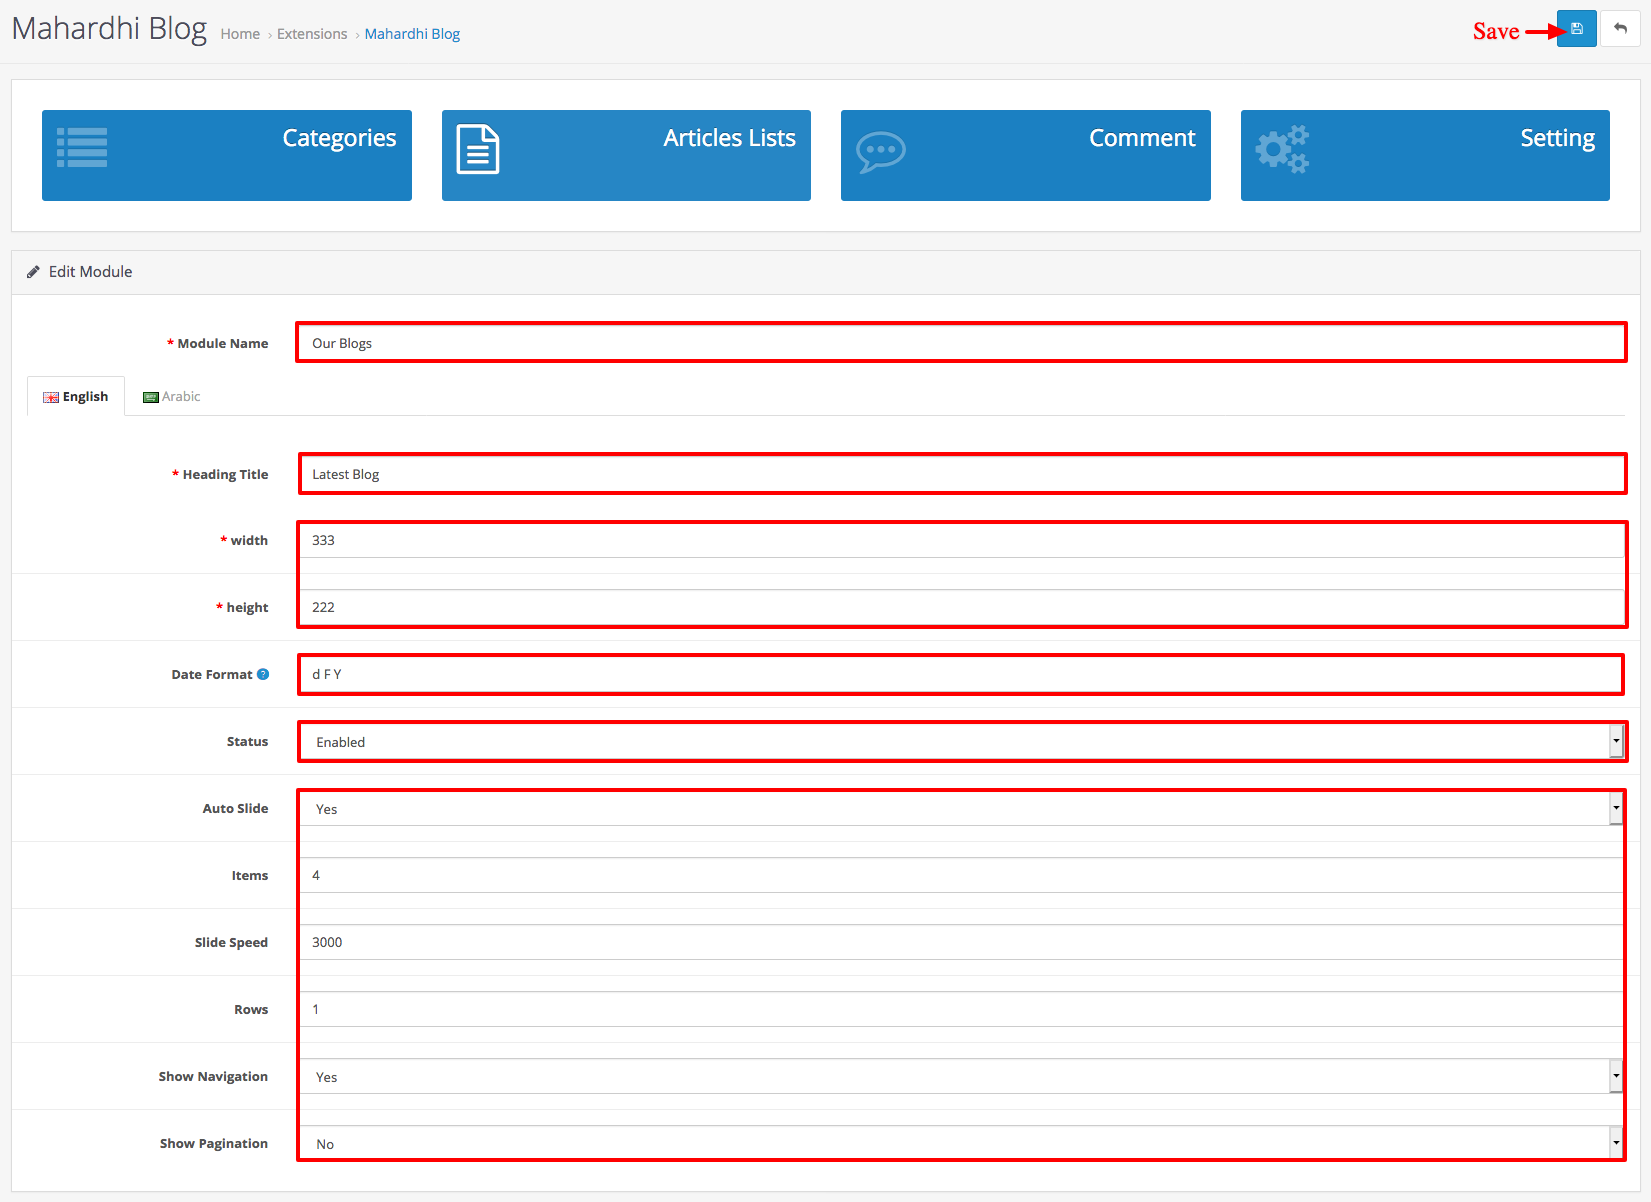 Mahardhi Blog Home › Extensions › Mahardhi Blog Save
Categories Articles Lists Comment Setting
Edit Module
* Module Name Our Blogs
English Arabic
* Heading Title Latest Blog
* width 333
* height 222
Date Format ? d F Y
Status Enabled
Auto Slide Yes
Items 4
Slide Speed 3000
Rows 1
Show Navigation Yes
Show Pagination No